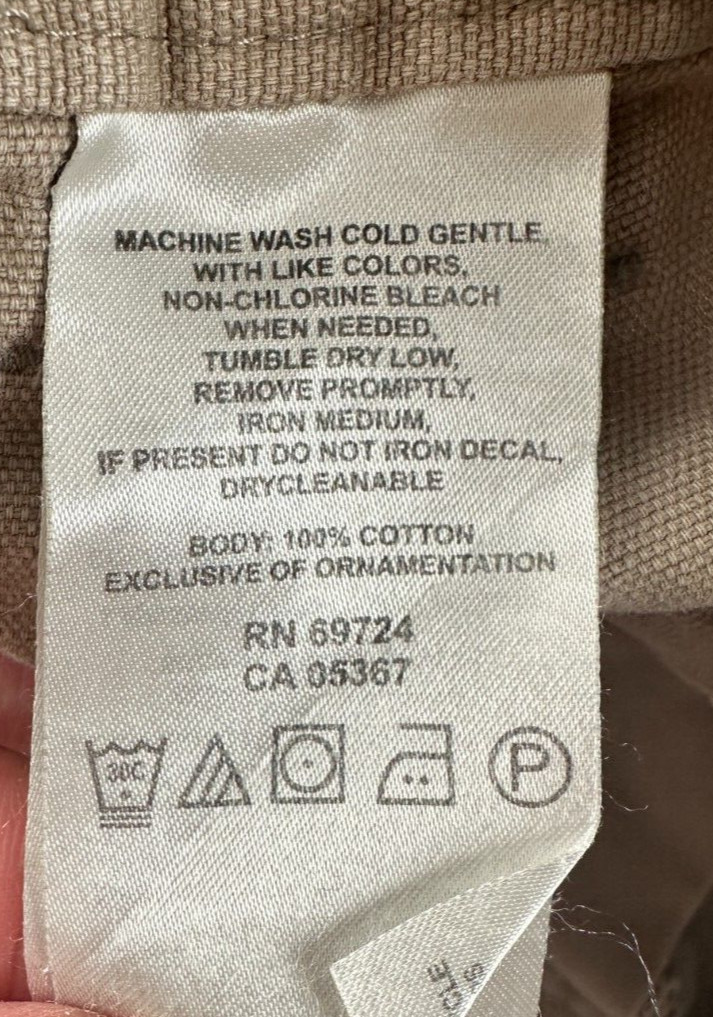 MACHINE WASH COLD GENTLE,
WITH LIKE COLORS,
NON-CHLORINE BLEACH
WHEN NEEDED,
TUMBLE DRY LOW,
REMOVE PROMPTLY,
IRON MEDIUM,
IF PRESENT DO NOT IRON DECAL,
DRYCLEANABLE
BODY: 100% COTTON
EXCLUSIVE OF ORNAMENTATION
RN 69724
CA 05367
30C P